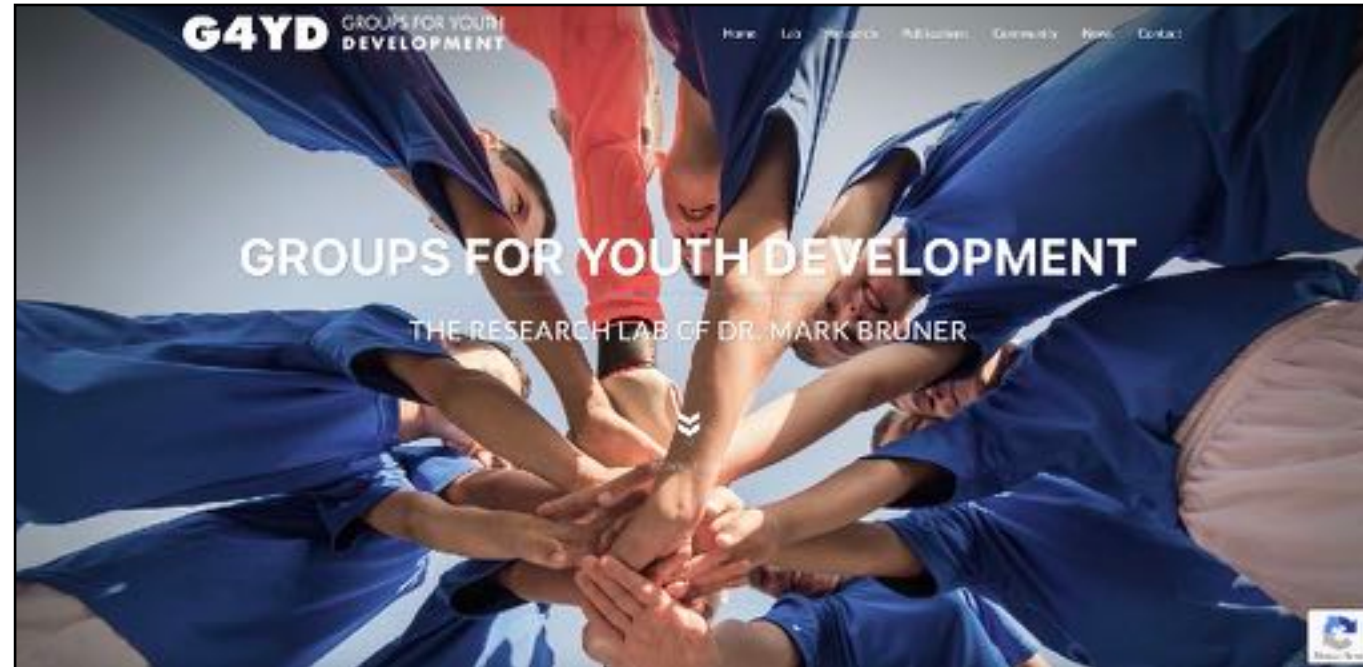 G4YD GROUPS FOR YOUTH
DEVELOPMENT
Home Lab Research Publications Community News Contact
GROUPS FOR YOUTH DEVELOPMENT
THE RESEARCH LAB OF DR. MARK BRUNER